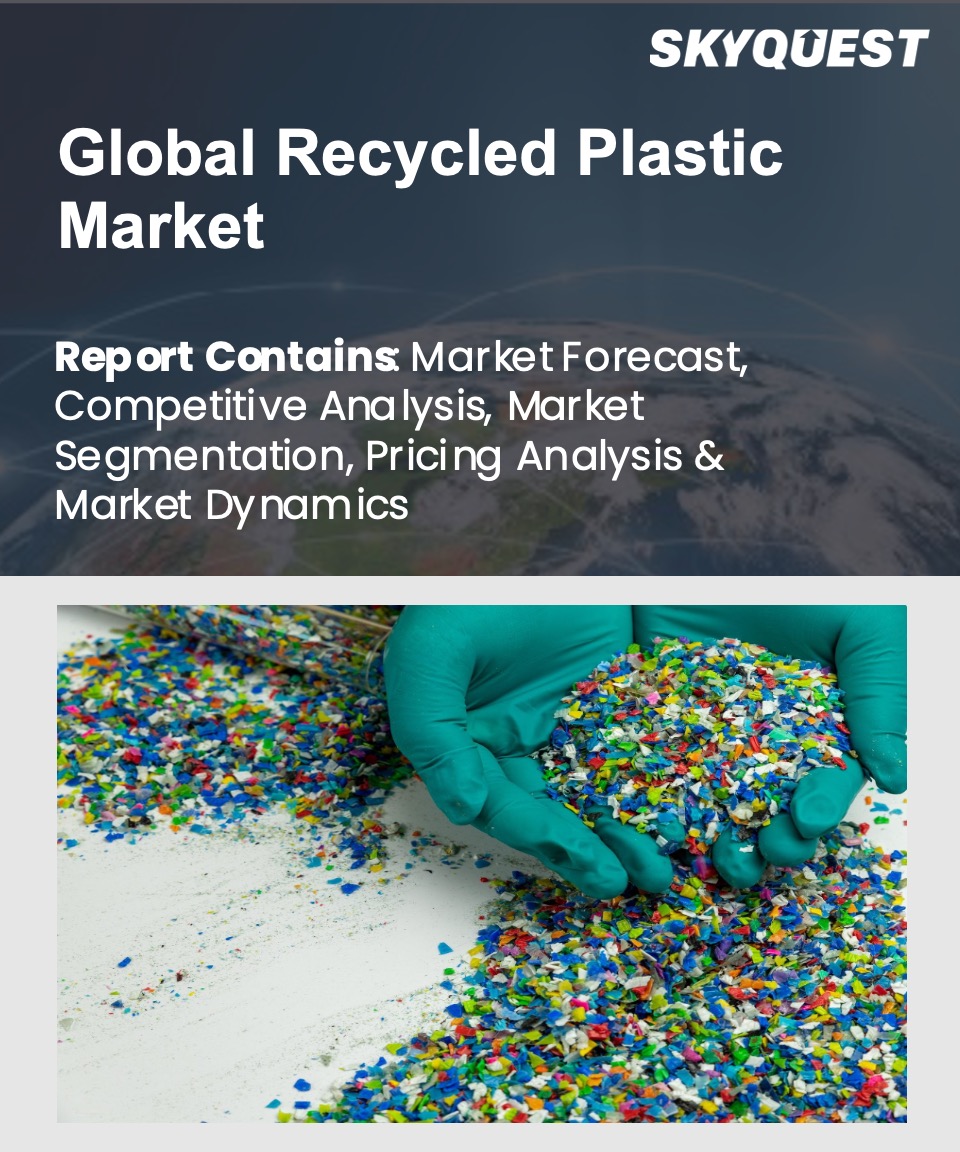 SKYQUEST
Global Recycled Plastic
Market
Report Contains: Market Forecast,
Competitive Analysis, Market
Segmentation, Pricing Analysis &
Market Dynamics